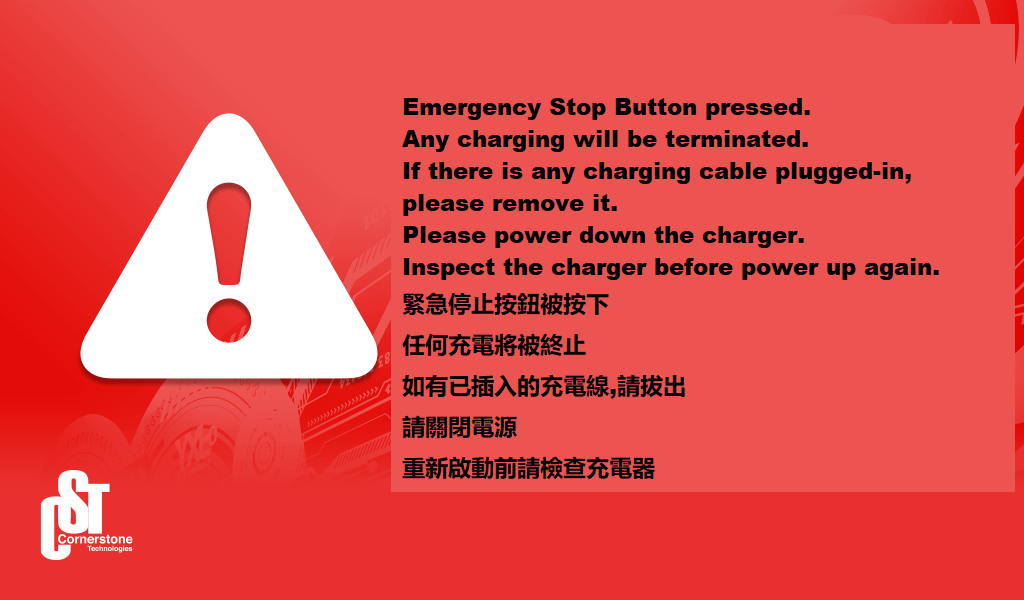 Emergency Stop Button pressed.
Any charging will be terminated.
If there is any charging cable plugged-in,
please remove it.
Please power down the charger.
Inspect the charger before power up again.
緊急停止按鈕被按下
任何充電將被終止
如有已插入的充電線,請拔出
請關閉電源
重新啟動前請檢查充電器
CST
Cornerstone
Technologies